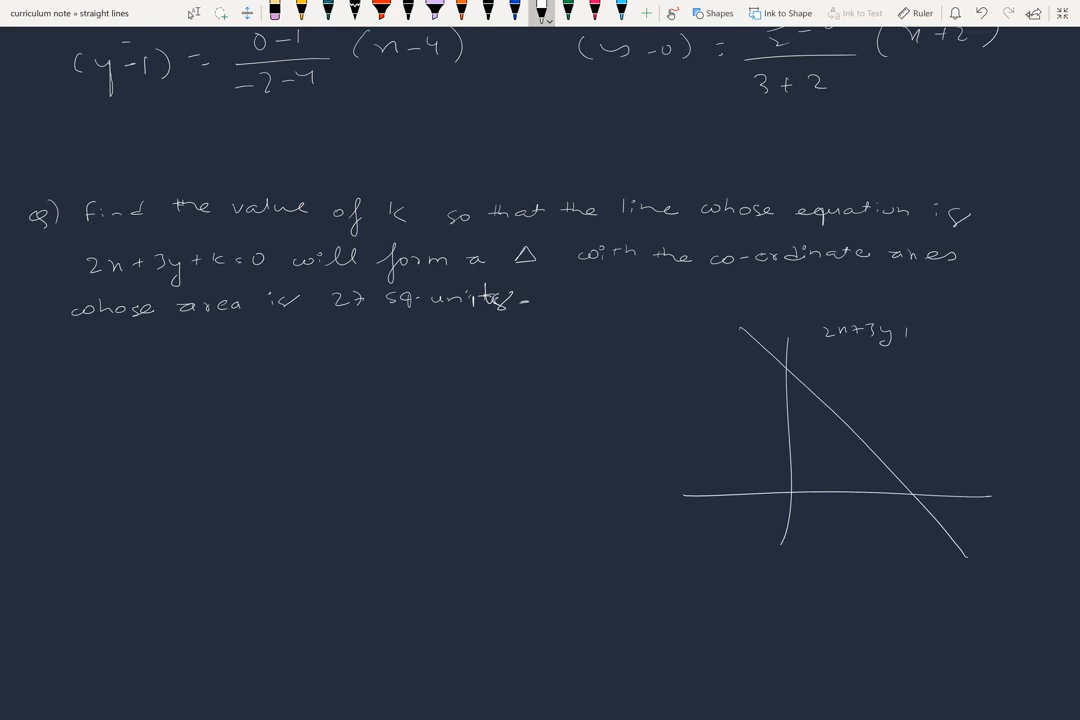 curriculum note » straight lines
Shapes Ink to Shape Ink to Text Ruler
(y-1) = 0-1 / -2-4 (x-4)
3+2
Q) Find the value of K so that the line whose equation is
2x+3y+k=0 will form a △ with the co-ordinate axes
whose area is 27 sq.units.
2x+3y